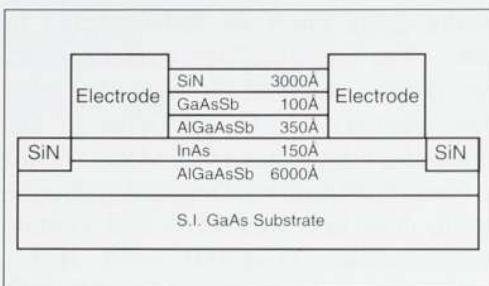 Electrode
SiN 3000Å
GaAsSb 100Å
AlGaAsSb 350Å
Electrode
SiN
InAs 150Å
AlGaAsSb 6000Å
SiN
S.I. GaAs Substrate